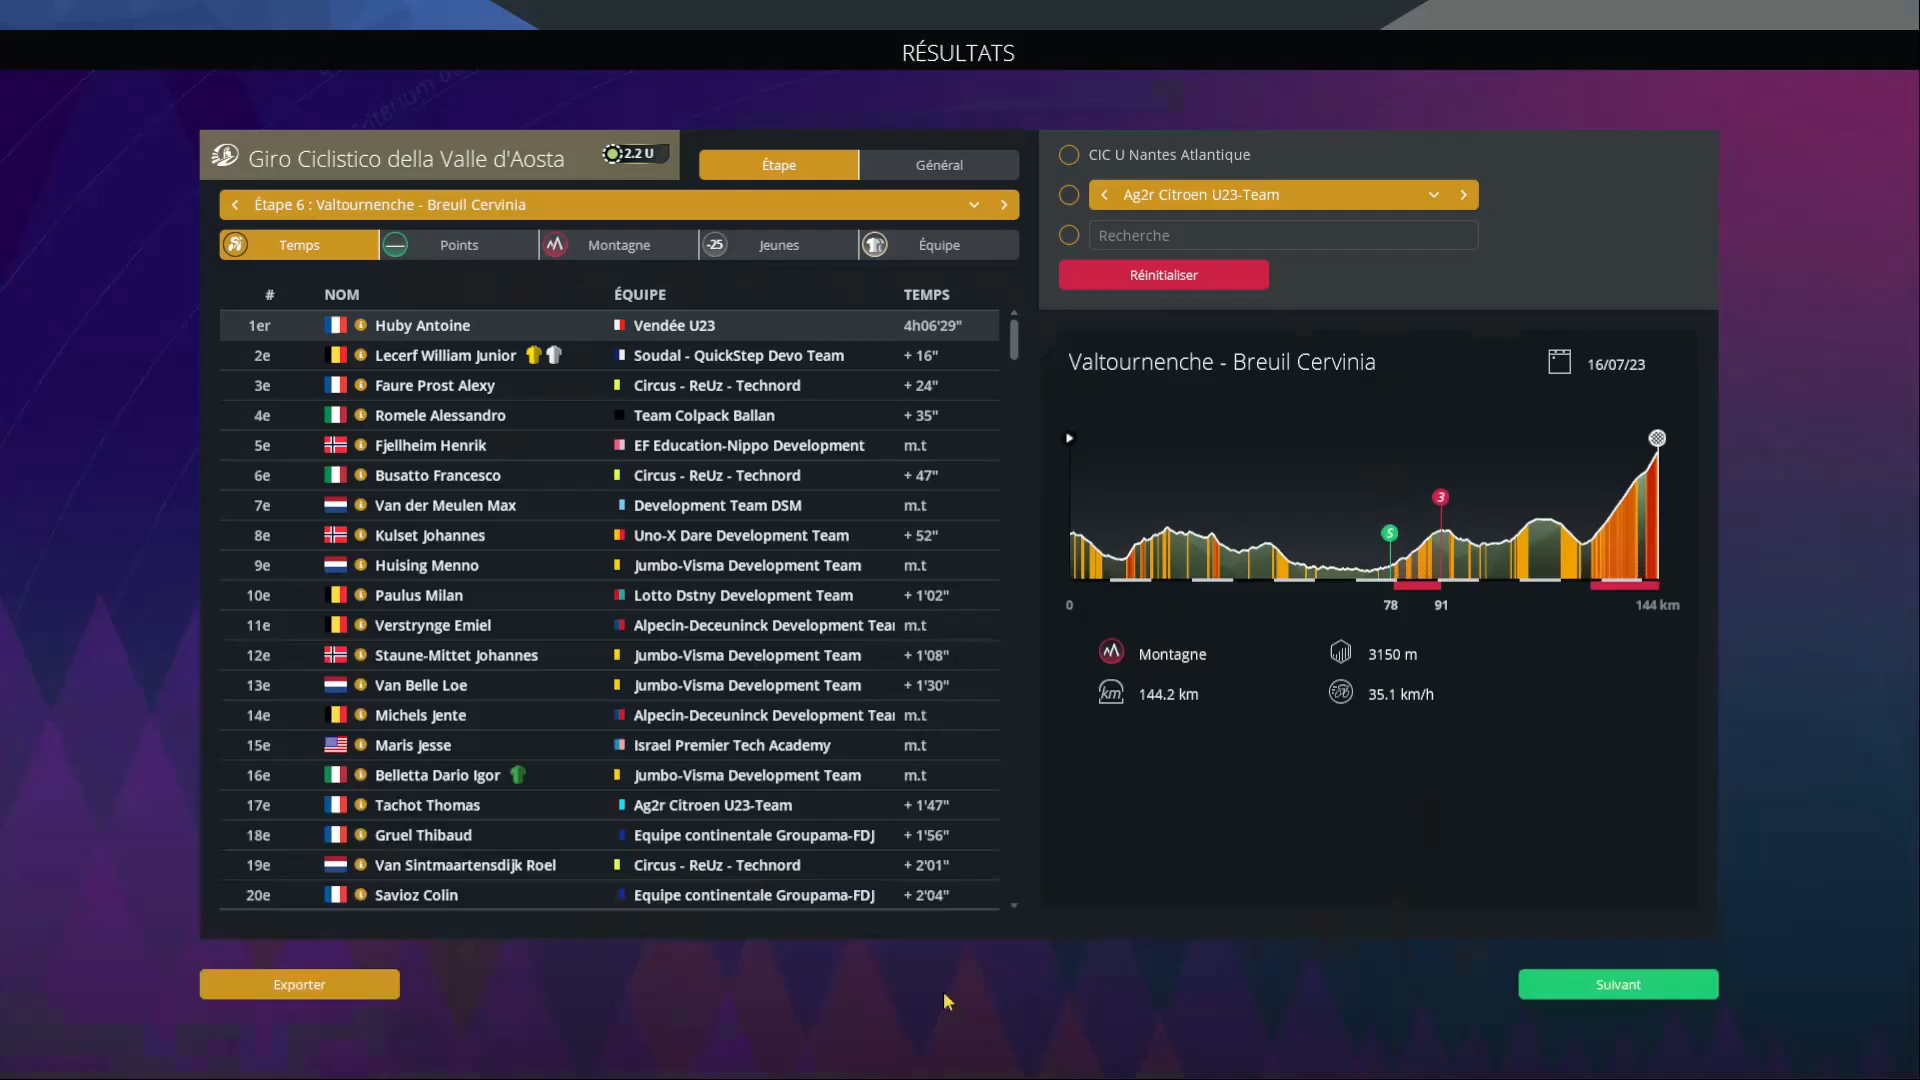 RÉSULTATS
Giro Ciclistico della Valle d'Aosta
2.2 U
Étape
Général
Étape 6 : Valtournenche - Breuil Cervinia
Temps
Points
Montagne
-25
Jeunes
Équipe
# NOM ÉQUIPE TEMPS
1er Huby Antoine Vendée U23 4h06'29"
2e Lecerf William Junior Soudal - QuickStep Devo Team + 16"
3e Faure Prost Alexy Circus - ReUz - Technord + 24"
4e Romele Alessandro Team Colpack Ballan + 35"
5e Fjellheim Henrik EF Education-Nippo Development m.t
6e Busatto Francesco Circus - ReUz - Technord + 47"
7e Van der Meulen Max Development Team DSM m.t
8e Kulset Johannes Uno-X Dare Development Team + 52"
9e Huising Menno Jumbo-Visma Development Team m.t
10e Paulus Milan Lotto Dstny Development Team + 1'02"
11e Verstrynge Emiel Alpecin-Deceuninck Development Tea m.t
12e Staune-Mittet Johannes Jumbo-Visma Development Team + 1'08"
13e Van Belle Loe Jumbo-Visma Development Team + 1'30"
14e Michels Jente Alpecin-Deceuninck Development Tea m.t
15e Maris Jesse Israel Premier Tech Academy m.t
16e Belletta Dario Igor Jumbo-Visma Development Team m.t
17e Tachot Thomas Ag2r Citroen U23-Team + 1'47"
18e Gruel Thibaud Equipe continentale Groupama-FDJ + 1'56"
19e Van Sintmaartensdijk Roel Circus - ReUz - Technord + 2'01"
20e Savioz Colin Equipe continentale Groupama-FDJ + 2'04"
CIC U Nantes Atlantique
Ag2r Citroen U23-Team
Recherche
Réinitialiser
Valtournenche - Breuil Cervinia
16/07/23
3
S
0 78 91 144 km
Montagne 3150 m
km 144.2 km 35.1 km/h
Exporter
Suivant